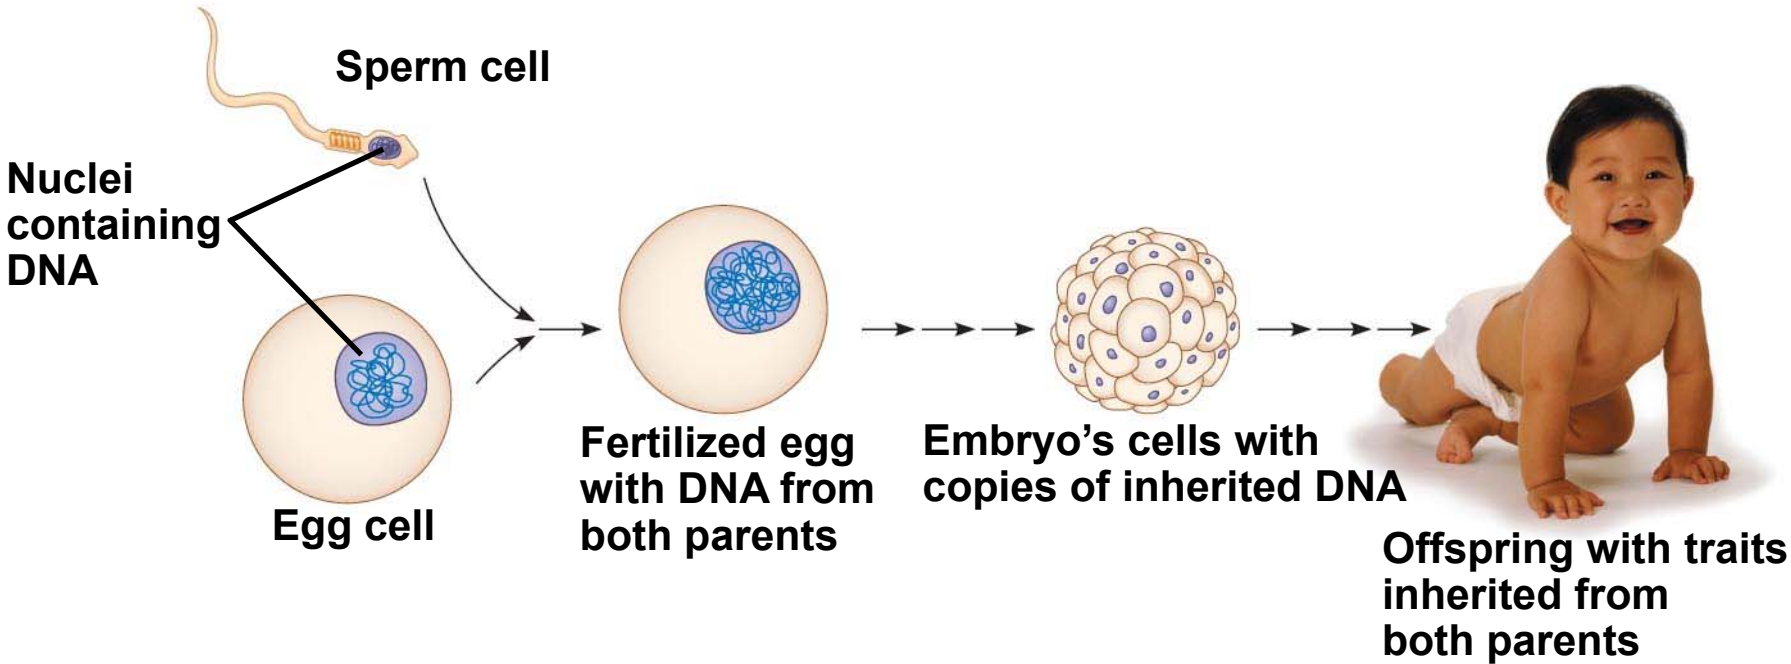 Sperm cell
Nuclei
containing
DNA
Egg cell
Fertilized egg
with DNA from
both parents
Embryo’s cells with
copies of inherited DNA
Offspring with traits
inherited from
both parents